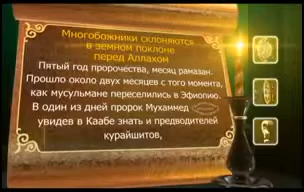 Многобожники склоняются
в земном поклоне
перед Аллахом
Пятый год пророчества, месяц рамазан.
Прошло около двух месяцев с того момента,
как мусульмане переселились в Эфиопию.
В один из дней пророк Мухаммед
увидев в Каабе знать и предводителей
курайшитов,